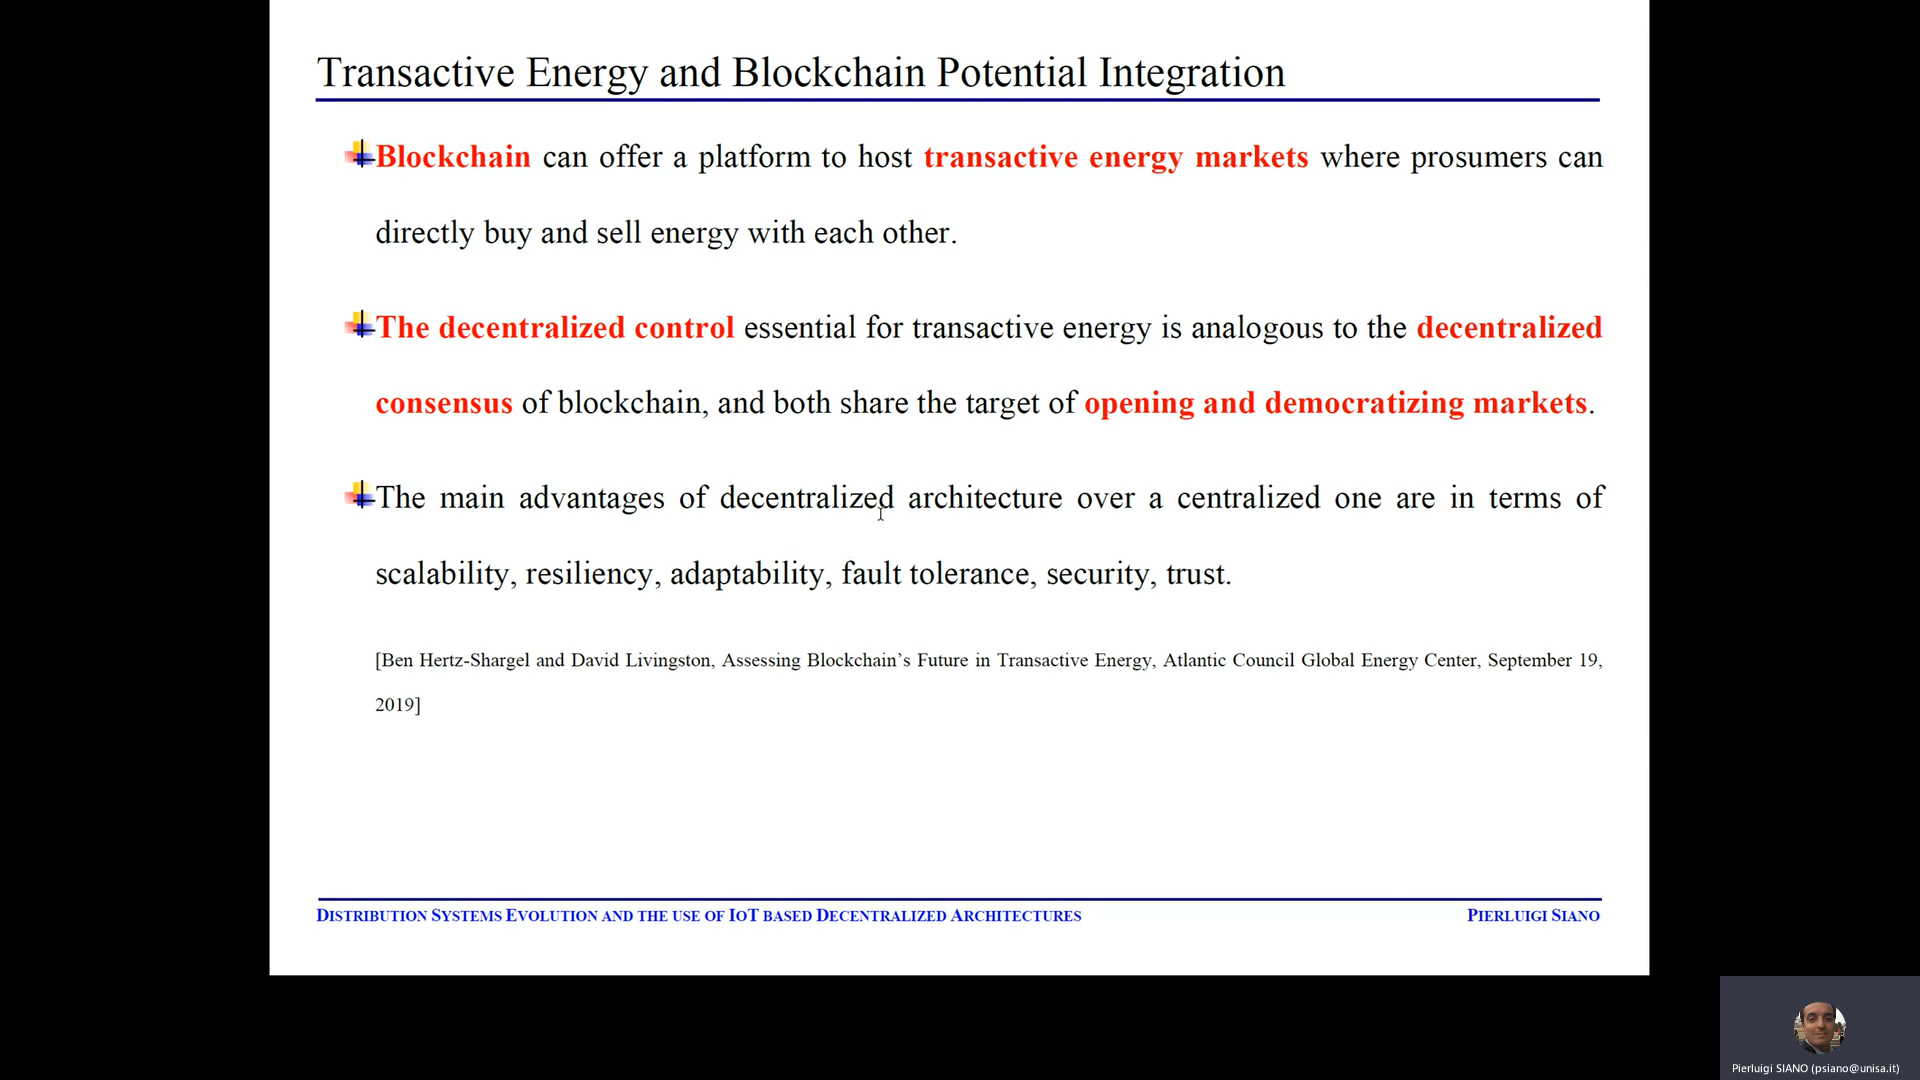 Transactive Energy and Blockchain Potential Integration
Blockchain can offer a platform to host transactive energy markets where prosumers can
directly buy and sell energy with each other.
The decentralized control essential for transactive energy is analogous to the decentralized
consensus of blockchain, and both share the target of opening and democratizing markets.
The main advantages of decentralized architecture over a centralized one are in terms of
scalability, resiliency, adaptability, fault tolerance, security, trust.
[Ben Hertz-Shargel and David Livingston, Assessing Blockchain’s Future in Transactive Energy, Atlantic Council Global Energy Center, September 19,
2019]
DISTRIBUTION SYSTEMS EVOLUTION AND THE USE OF IOT BASED DECENTRALIZED ARCHITECTURES PIERLUIGI SIANO
Pierluigi SIANO (psiano@unisa.it)